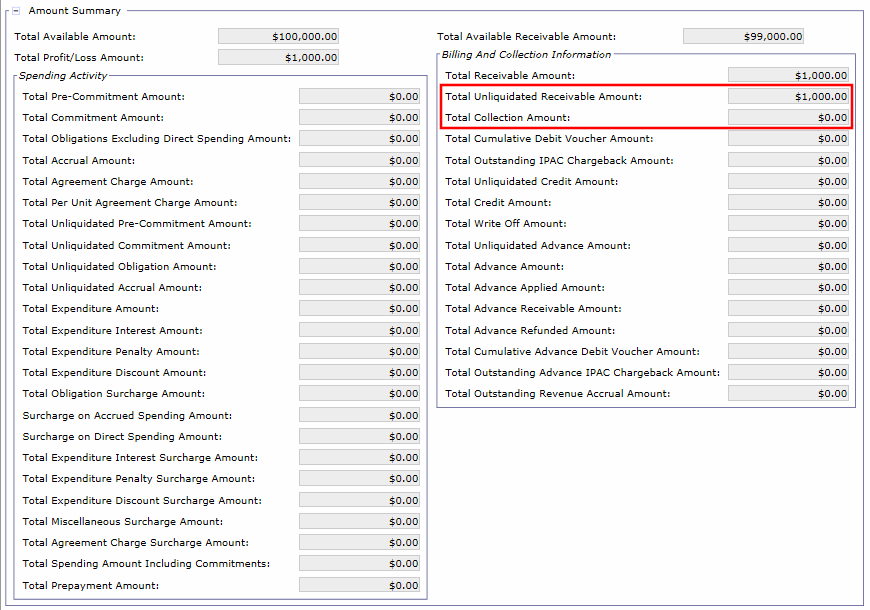 Amount Summary
Total Available Amount: $100,000.00
Total Profit/Loss Amount: $1,000.00
Spending Activity
Total Pre-Commitment Amount: $0.00
Total Commitment Amount: $0.00
Total Obligations Excluding Direct Spending Amount: $0.00
Total Accrual Amount: $0.00
Total Agreement Charge Amount: $0.00
Total Per Unit Agreement Charge Amount: $0.00
Total Unliquidated Pre-Commitment Amount: $0.00
Total Unliquidated Commitment Amount: $0.00
Total Unliquidated Obligation Amount: $0.00
Total Unliquidated Accrual Amount: $0.00
Total Expenditure Amount: $0.00
Total Expenditure Interest Amount: $0.00
Total Expenditure Penalty Amount: $0.00
Total Expenditure Discount Amount: $0.00
Total Obligation Surcharge Amount: $0.00
Surcharge on Accrued Spending Amount: $0.00
Surcharge on Direct Spending Amount: $0.00
Total Expenditure Interest Surcharge Amount: $0.00
Total Expenditure Penalty Surcharge Amount: $0.00
Total Expenditure Discount Surcharge Amount: $0.00
Total Miscellaneous Surcharge Amount: $0.00
Total Agreement Charge Surcharge Amount: $0.00
Total Spending Amount Including Commitments: $0.00
Total Prepayment Amount: $0.00
Total Available Receivable Amount: $99,000.00
Billing And Collection Information
Total Receivable Amount: $1,000.00
Total Unliquidated Receivable Amount: $1,000.00
Total Collection Amount: $0.00
Total Cumulative Debit Voucher Amount: $0.00
Total Outstanding IPAC Chargeback Amount: $0.00
Total Unliquidated Credit Amount: $0.00
Total Credit Amount: $0.00
Total Write Off Amount: $0.00
Total Unliquidated Advance Amount: $0.00
Total Advance Amount: $0.00
Total Advance Applied Amount: $0.00
Total Advance Receivable Amount: $0.00
Total Advance Refunded Amount: $0.00
Total Cumulative Advance Debit Voucher Amount: $0.00
Total Outstanding Advance IPAC Chargeback Amount: $0.00
Total Outstanding Revenue Accrual Amount: $0.00